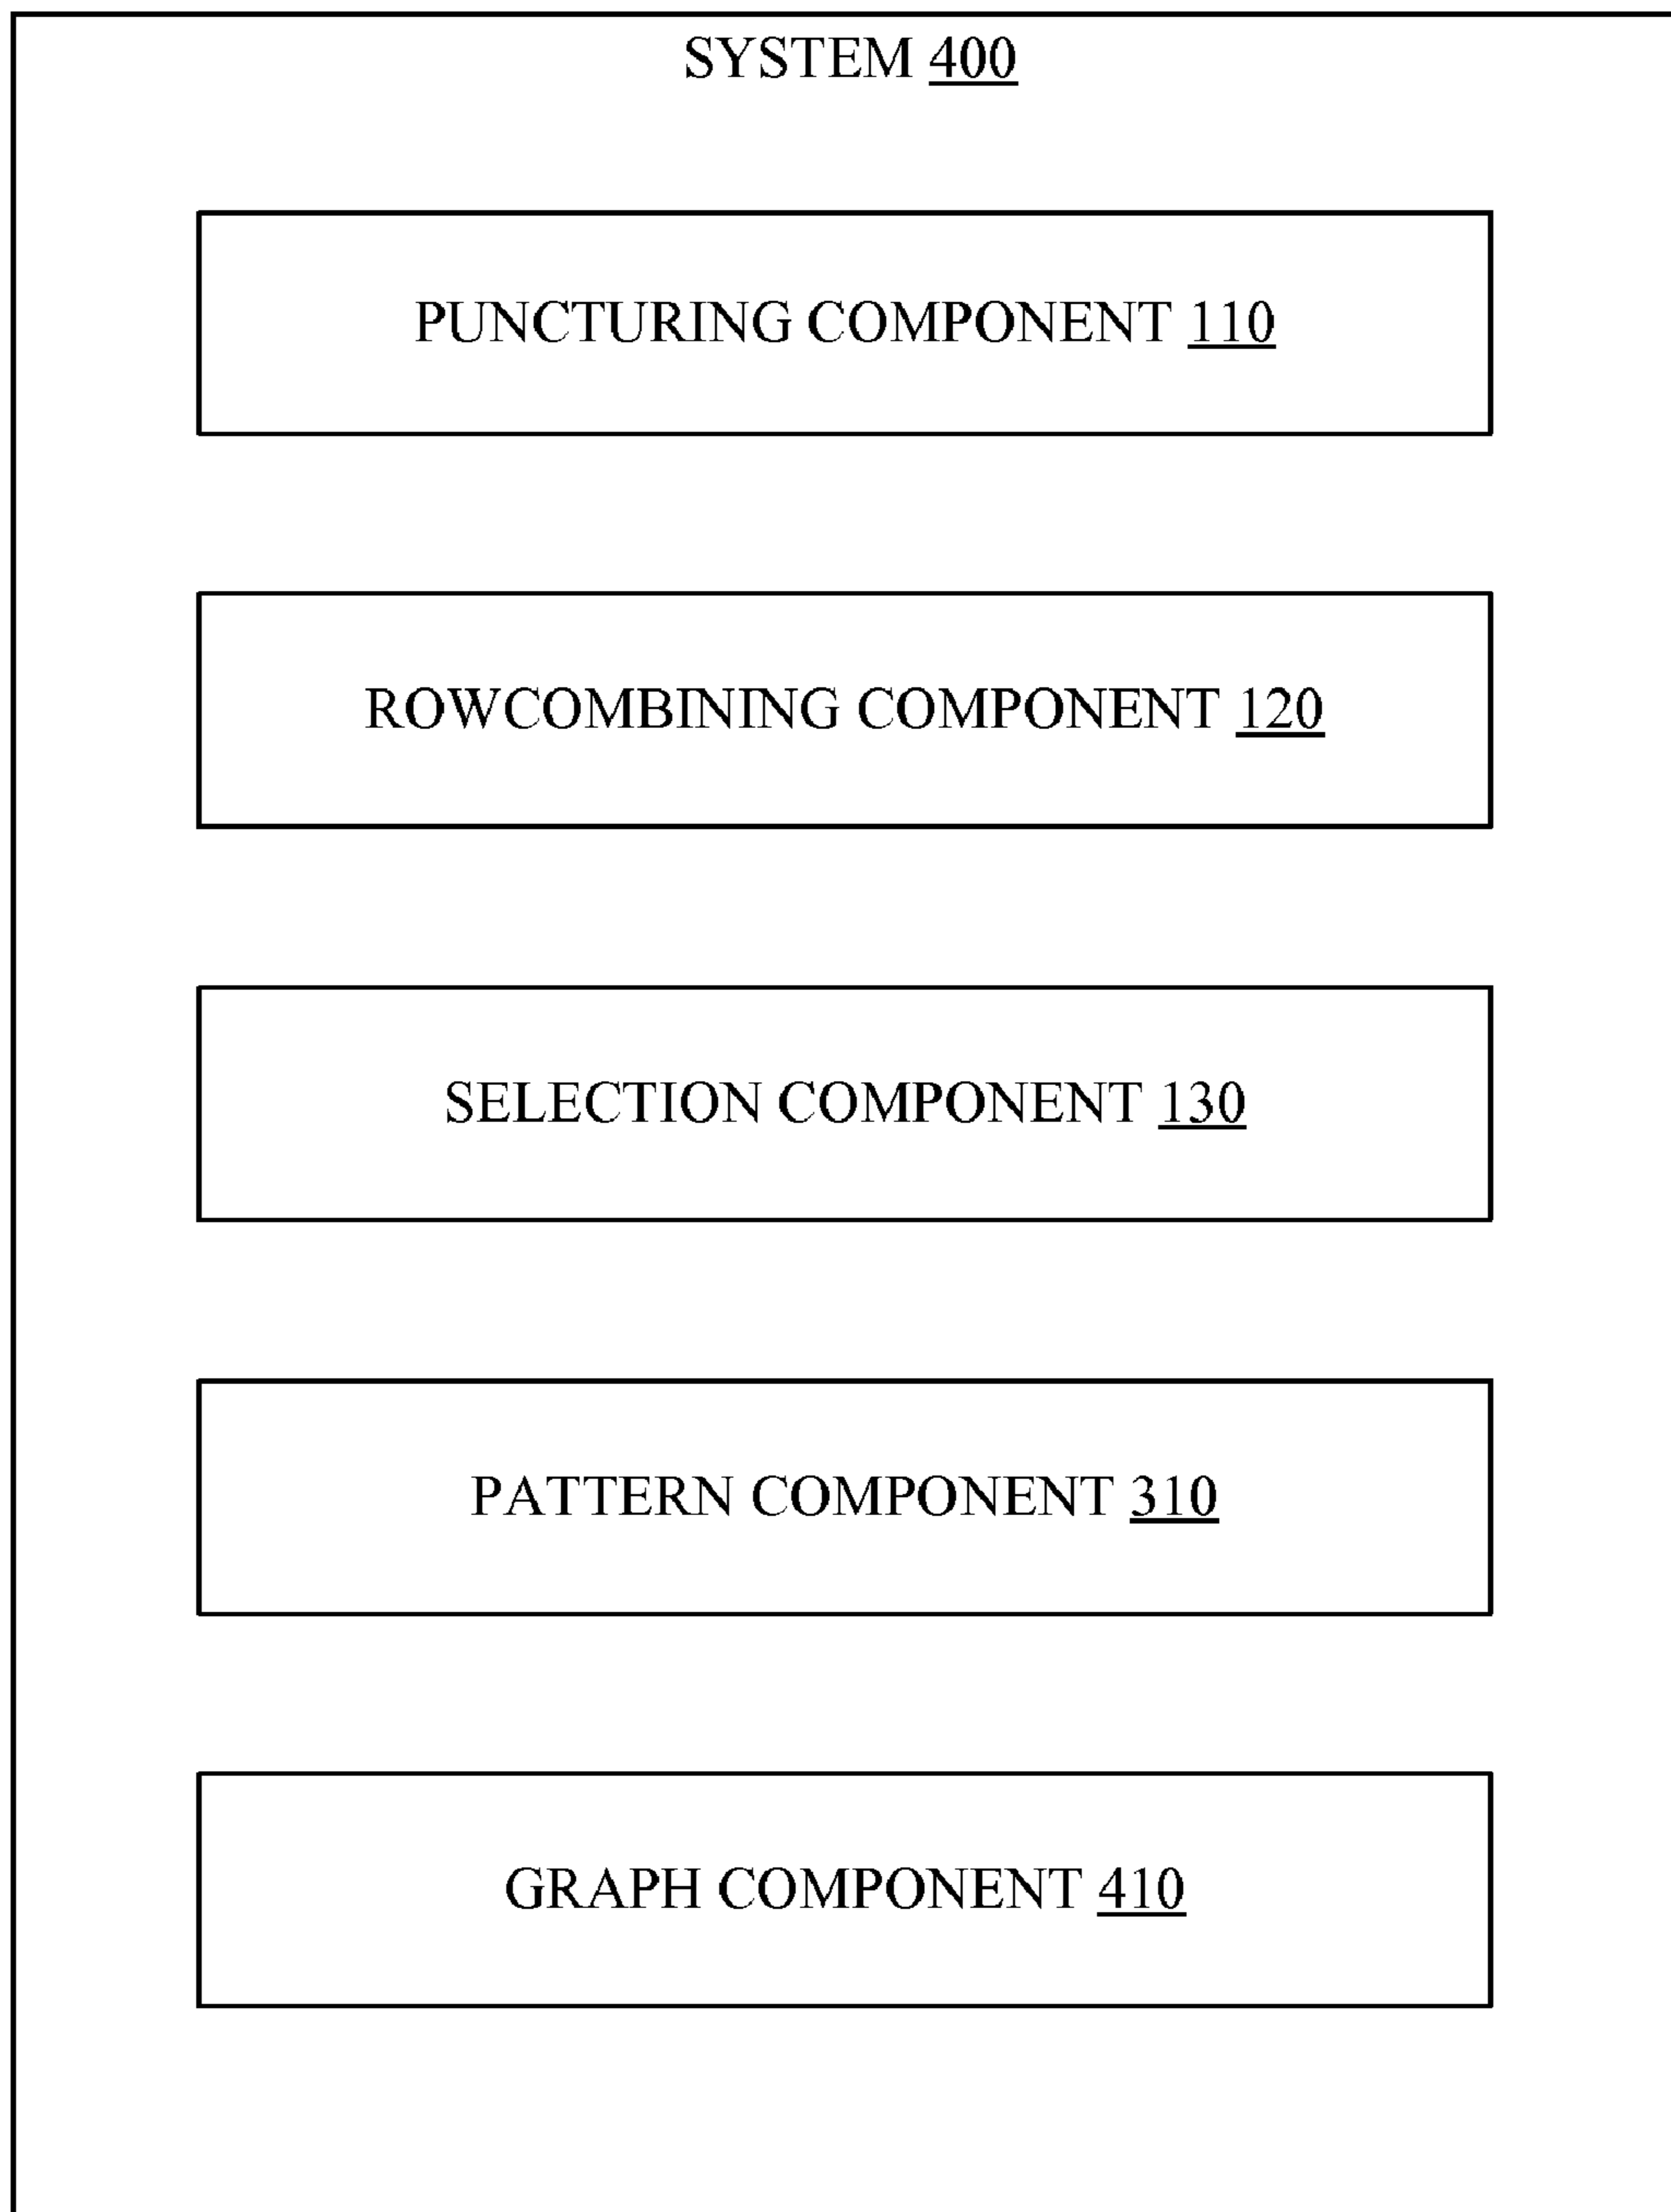 SYSTEM 400
PUNCTURING COMPONENT 110
ROWCOMBINING COMPONENT 120
SELECTION COMPONENT 130
PATTERN COMPONENT 310
GRAPH COMPONENT 410